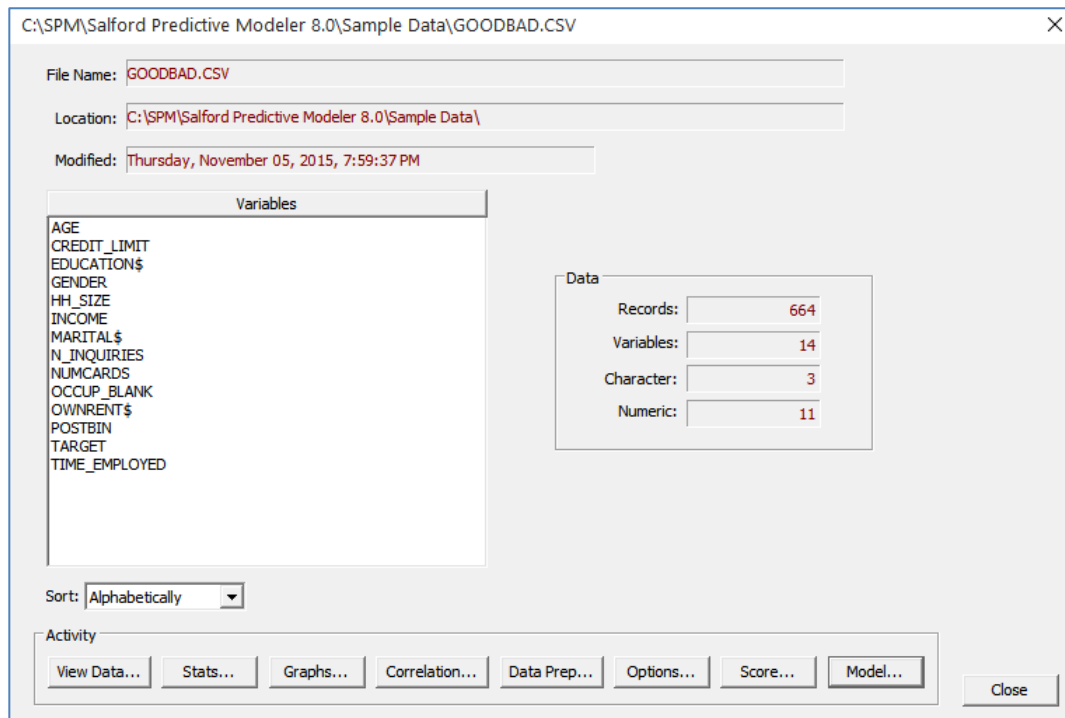 C:\SPM\Salford Predictive Modeler 8.0\Sample Data\GOODBAD.CSV
File Name: GOODBAD.CSV
Location: C:\SPM\Salford Predictive Modeler 8.0\Sample Data\
Modified: Thursday, November 05, 2015, 7:59:37 PM
Variables
AGE
CREDIT_LIMIT
EDUCATION$
GENDER
HH_SIZE
INCOME
MARITAL$
N_INQUIRIES
NUMCARDS
OCCUP_BLANK
OWNRENT$
POSTBIN
TARGET
TIME_EMPLOYED
Data
Records: 664
Variables: 14
Character: 3
Numeric: 11
Sort: Alphabetically
Activity
View Data... Stats... Graphs... Correlation... Data Prep... Options... Score... Model...
Close